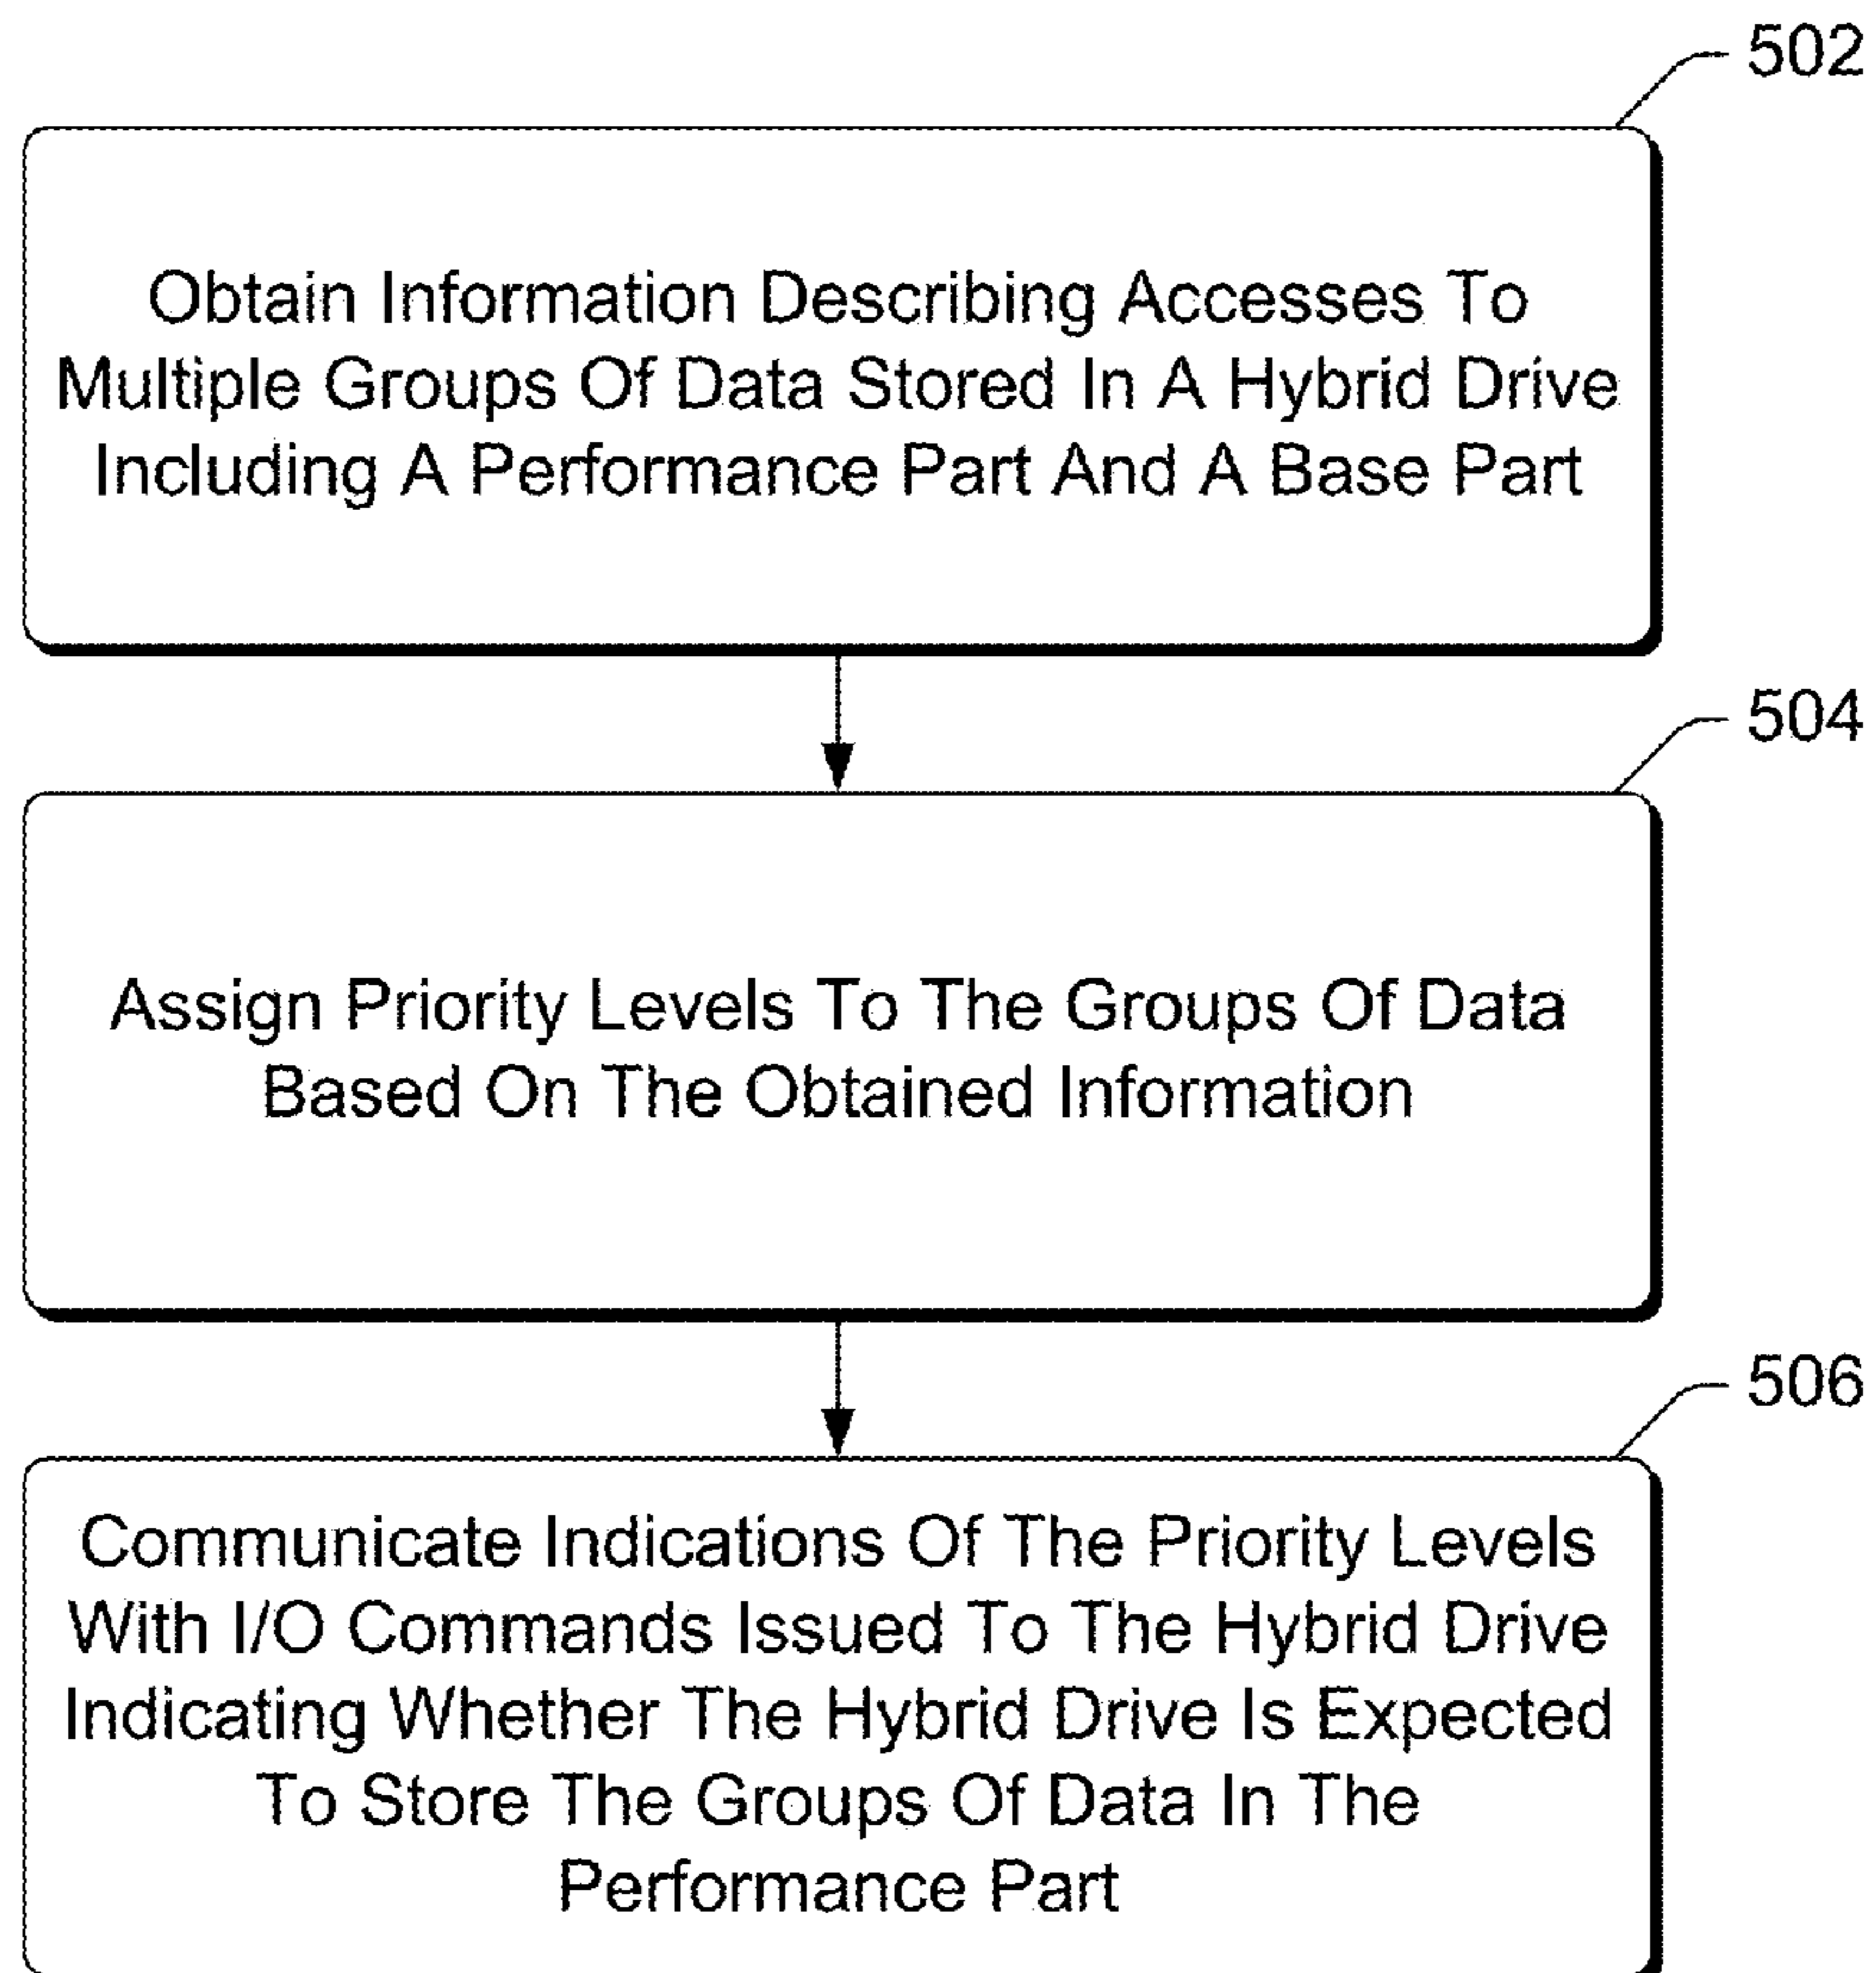 502
Obtain Information Describing Accesses To
Multiple Groups Of Data Stored In A Hybrid Drive
Including A Performance Part And A Base Part
504
Assign Priority Levels To The Groups Of Data
Based On The Obtained Information
506
Communicate Indications Of The Priority Levels
With I/O Commands Issued To The Hybrid Drive
Indicating Whether The Hybrid Drive Is Expected
To Store The Groups Of Data In The
Performance Part